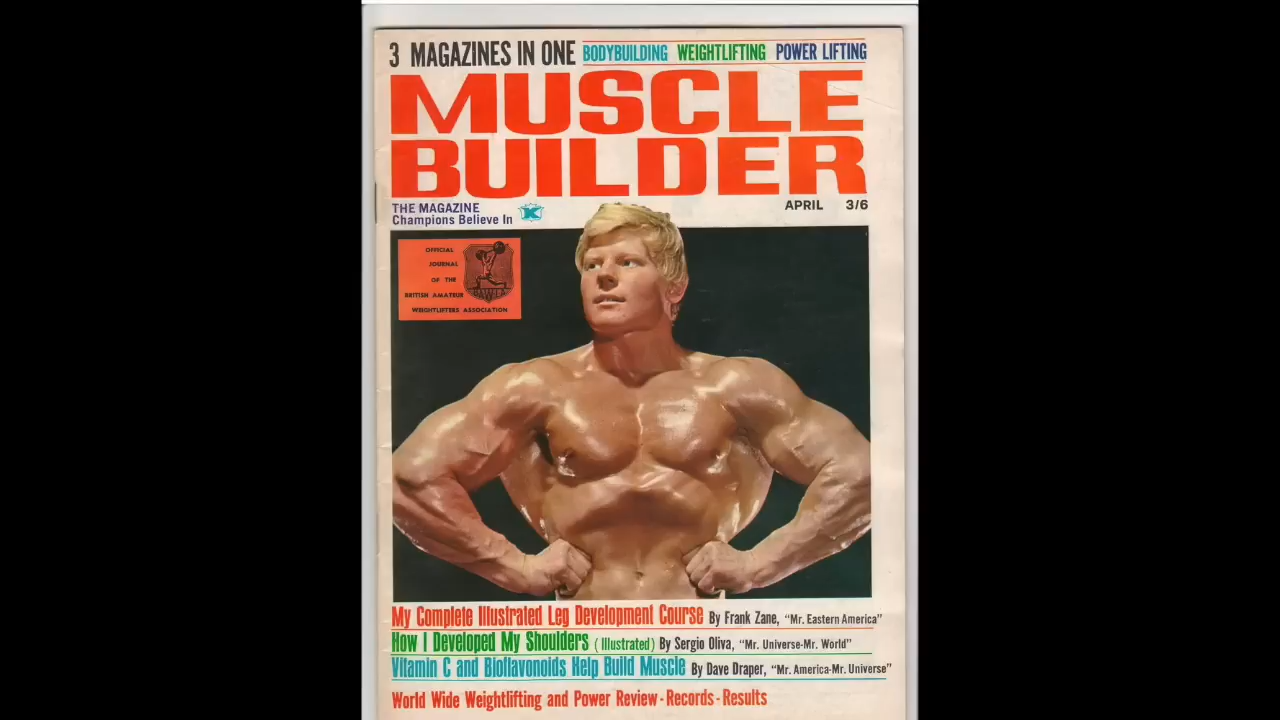 3 MAGAZINES IN ONE BODYBUILDING WEIGHTLIFTING POWER LIFTING
MUSCLE
BUILDER
THE MAGAZINE
Champions Believe In
APRIL 3/6
OFFICIAL
JOURNAL
OF THE
BRITISH AMATEUR
WEIGHTLIFTERS ASSOCIATION
My Complete Illustrated Leg Development Course By Frank Zane, "Mr. Eastern America"
How I Developed My Shoulders (Illustrated) By Sergio Oliva, "Mr. Universe-Mr. World"
Vitamin C and Bioflavonoids Help Build Muscle By Dave Draper, "Mr. America-Mr. Universe"
World Wide Weightlifting and Power Review-Records-Results